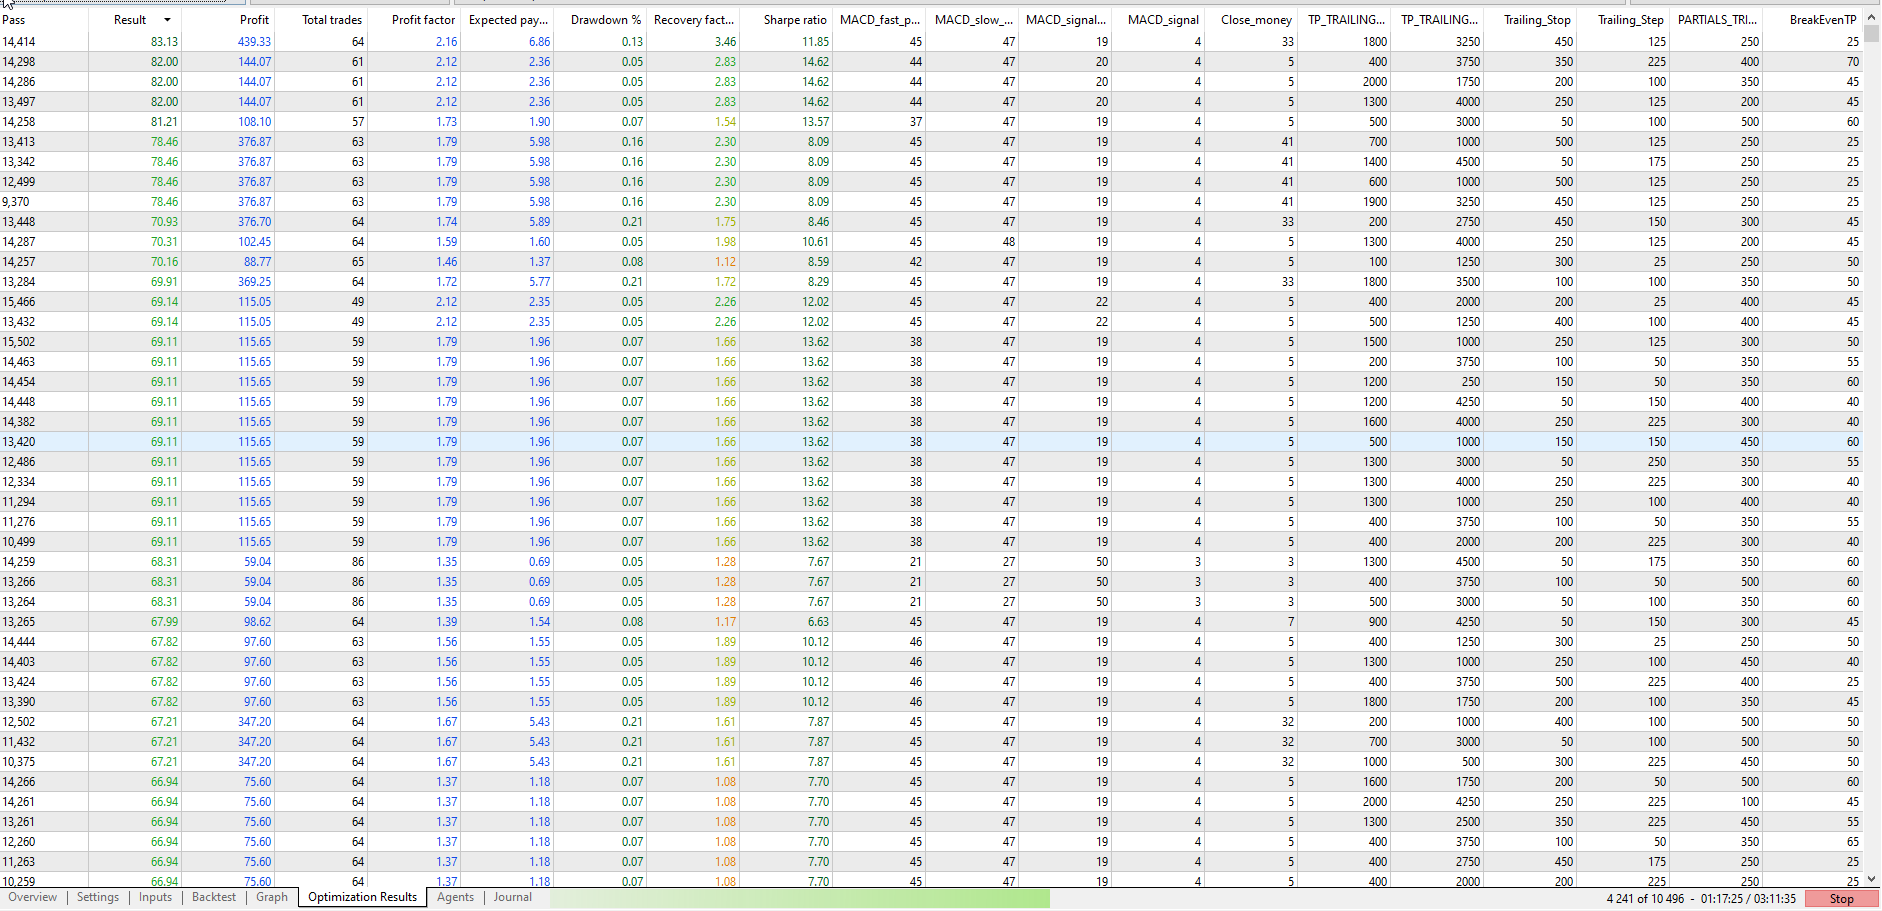 Pass Result Profit Total trades Profit factor Expected pay... Drawdown % Recovery fact... Sharpe ratio MACD_fast_p... MACD_slow_... MACD_signal... MACD_signal Close_money TP_TRAILING... TP_TRAILING... Trailing_Stop Trailing_Step PARTIALS_TRI... BreakEvenTP
14,414 83.13 439.33 64 2.16 6.86 0.13 3.46 11.85 45 47 19 4 33 1800 3250 450 125 250 25
14,298 82.00 144.07 61 2.12 2.36 0.05 2.83 14.62 44 47 20 4 5 400 3750 350 225 400 70
14,286 82.00 144.07 61 2.12 2.36 0.05 2.83 14.62 44 47 20 4 5 2000 1750 200 100 350 45
13,497 82.00 144.07 61 2.12 2.36 0.05 2.83 14.62 44 47 20 4 5 1300 4000 250 125 200 45
14,258 81.21 108.10 57 1.73 1.90 0.07 1.54 13.57 37 47 19 4 5 500 3000 50 100 500 60
13,413 78.46 376.87 63 1.79 5.98 0.16 2.30 8.09 45 47 19 4 41 700 1000 500 125 250 25
13,342 78.46 376.87 63 1.79 5.98 0.16 2.30 8.09 45 47 19 4 41 1400 4500 50 175 250 25
12,499 78.46 376.87 63 1.79 5.98 0.16 2.30 8.09 45 47 19 4 41 600 1000 500 125 250 25
9,370 78.46 376.87 63 1.79 5.98 0.16 2.30 8.09 45 47 19 4 41 1900 3250 450 125 250 25
13,448 70.93 376.70 64 1.74 5.89 0.21 1.75 8.46 45 47 19 4 33 200 2750 450 150 300 45
14,287 70.31 102.45 64 1.59 1.60 0.05 1.98 10.61 45 48 19 4 5 1300 4000 250 125 200 45
14,257 70.16 88.77 65 1.46 1.37 0.08 1.12 8.59 42 47 19 4 5 100 1250 300 25 250 50
13,284 69.91 369.25 64 1.72 5.77 0.21 1.72 8.29 45 47 19 4 33 1800 3500 100 100 350 50
15,466 69.14 115.05 49 2.12 2.35 0.05 2.26 12.02 45 47 22 4 5 400 2000 200 25 400 45
13,432 69.14 115.05 49 2.12 2.35 0.05 2.26 12.02 45 47 22 4 5 500 1250 400 100 400 45
15,502 69.11 115.65 59 1.79 1.96 0.07 1.66 13.62 38 47 19 4 5 1500 1000 250 125 300 50
14,463 69.11 115.65 59 1.79 1.96 0.07 1.66 13.62 38 47 19 4 5 200 3750 100 50 350 55
14,454 69.11 115.65 59 1.79 1.96 0.07 1.66 13.62 38 47 19 4 5 1200 250 150 50 350 60
14,448 69.11 115.65 59 1.79 1.96 0.07 1.66 13.62 38 47 19 4 5 1200 4250 50 150 400 40
14,382 69.11 115.65 59 1.79 1.96 0.07 1.66 13.62 38 47 19 4 5 1600 4000 250 225 300 40
13,420 69.11 115.65 59 1.79 1.96 0.07 1.66 13.62 38 47 19 4 5 500 1000 150 150 450 60
12,486 69.11 115.65 59 1.79 1.96 0.07 1.66 13.62 38 47 19 4 5 1300 3000 50 250 350 55
12,334 69.11 115.65 59 1.79 1.96 0.07 1.66 13.62 38 47 19 4 5 1300 4000 250 225 300 40
11,294 69.11 115.65 59 1.79 1.96 0.07 1.66 13.62 38 47 19 4 5 1300 1000 250 100 400 40
11,276 69.11 115.65 59 1.79 1.96 0.07 1.66 13.62 38 47 19 4 5 400 3750 100 50 350 55
10,499 69.11 115.65 59 1.79 1.96 0.07 1.66 13.62 38 47 19 4 5 400 2000 200 225 300 40
14,259 68.31 59.04 86 1.35 0.69 0.05 1.28 7.67 21 27 50 3 3 1300 4500 50 175 350 60
13,266 68.31 59.04 86 1.35 0.69 0.05 1.28 7.67 21 27 50 3 3 400 3750 100 50 500 60
13,264 68.31 59.04 86 1.35 0.69 0.05 1.28 7.67 21 27 50 3 3 500 3000 50 100 350 60
13,265 67.99 98.62 64 1.39 1.54 0.08 1.17 6.63 45 47 19 4 7 900 4250 50 150 300 45
14,444 67.82 97.60 63 1.56 1.55 0.05 1.89 10.12 46 47 19 4 5 400 1250 300 25 250 50
14,403 67.82 97.60 63 1.56 1.55 0.05 1.89 10.12 46 47 19 4 5 1300 1000 250 100 450 40
13,424 67.82 97.60 63 1.56 1.55 0.05 1.89 10.12 46 47 19 4 5 400 3750 500 225 400 25
13,390 67.82 97.60 63 1.56 1.55 0.05 1.89 10.12 46 47 19 4 5 1800 1750 200 100 350 45
12,502 67.21 347.20 64 1.67 5.43 0.21 1.61 7.87 45 47 19 4 32 200 1000 400 100 500 50
11,432 67.21 347.20 64 1.67 5.43 0.21 1.61 7.87 45 47 19 4 32 700 3000 50 100 500 50
10,375 67.21 347.20 64 1.67 5.43 0.21 1.61 7.87 45 47 19 4 32 1000 500 300 225 450 50
14,266 66.94 75.60 64 1.37 1.18 0.07 1.08 7.70 45 47 19 4 5 1600 1750 200 50 500 60
14,261 66.94 75.60 64 1.37 1.18 0.07 1.08 7.70 45 47 19 4 5 2000 4250 250 225 100 45
13,261 66.94 75.60 64 1.37 1.18 0.07 1.08 7.70 45 47 19 4 5 1300 2500 350 225 450 55
12,260 66.94 75.60 64 1.37 1.18 0.07 1.08 7.70 45 47 19 4 5 400 3750 100 50 350 65
11,263 66.94 75.60 64 1.37 1.18 0.07 1.08 7.70 45 47 19 4 5 400 2750 450 175 250 25
10,259 66.94 75.60 64 1.37 1.18 0.07 1.08 7.70 45 47 19 4 5 400 2000 200 225 250 25
Overview Settings Inputs Backtest Graph Optimization Results Agents Journal 4 241 of 10 496 - 01:17:25 / 03:11:35 Stop